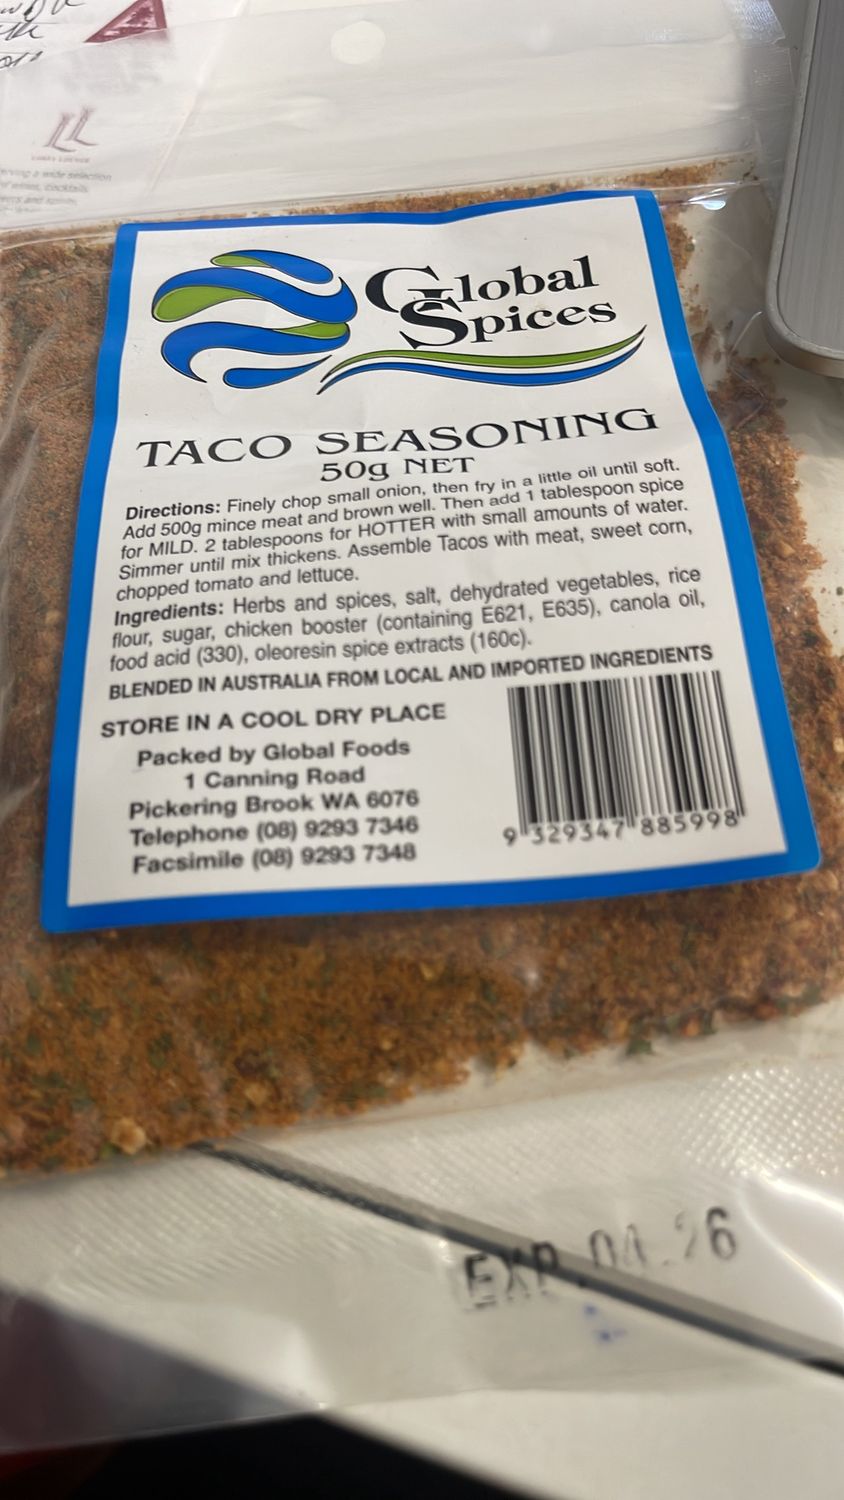 Global
Spices
TACO SEASONING
50g NET
Directions: Finely chop small onion, then fry in a little oil until soft.
Add 500g mince meat and brown well. Then add 1 tablespoon spice
for MILD. 2 tablespoons for HOTTER with small amounts of water.
Simmer until mix thickens. Assemble Tacos with meat, sweet corn,
chopped tomato and lettuce.
Ingredients: Herbs and spices, salt, dehydrated vegetables, rice
flour, sugar, chicken booster (containing E621, E635), canola oil,
food acid (330), oleoresin spice extracts (160c).
BLENDED IN AUSTRALIA FROM LOCAL AND IMPORTED INGREDIENTS
STORE IN A COOL DRY PLACE
Packed by Global Foods
1 Canning Road
Pickering Brook WA 6076
Telephone (08) 9293 7346
Facsimile (08) 9293 7348
9 329347 885998
EXP 04.26